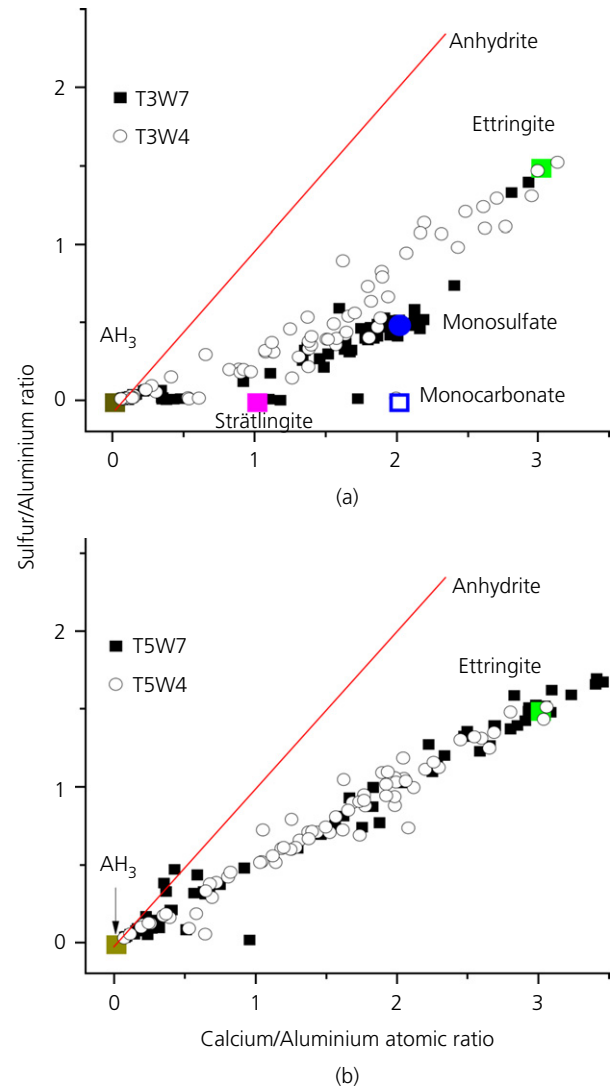 Anhydrite
2
T3W7
T3W4
Ettringite
1
AH3
Monosulfate
Monocarbonate
0
Strätlingite
0 1 2 3
(a)
Sulfur/Aluminium ratio
Anhydrite
2
T5W7
T5W4
Ettringite
1
AH3
0
0 1 2 3
Calcium/Aluminium atomic ratio
(b)